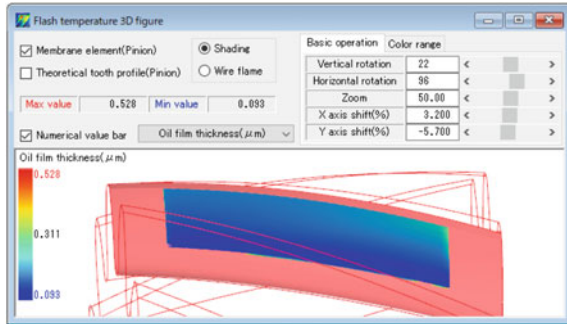 Flash temperature 3D figure
Membrane element(Pinion)
Shading
Theoretical tooth profile(Pinion)
Wire flame
Max value 0.528 Min value 0.093
Numerical value bar Oil film thickness(μm)
Basic operation Color range
Vertical rotation 22
Horizontal rotation 96
Zoom 50.00
X axis shift(%) 3.200
Y axis shift(%) -5.700
Oil film thickness(μm)
0.528
0.311
0.093